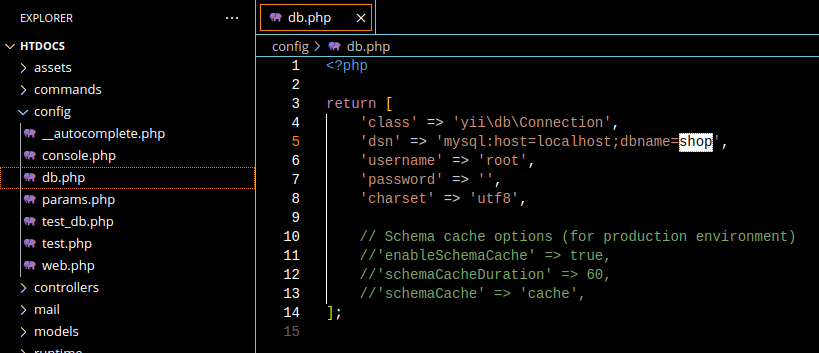 EXPLORER
HTDOCS
assets
commands
config
__autocomplete.php
console.php
db.php
params.php
test_db.php
test.php
web.php
controllers
mail
models
runtime
db.php
config > db.php
1 <?php
2
3 return [
4 'class' => 'yii\db\Connection',
5 'dsn' => 'mysql:host=localhost;dbname=shop',
6 'username' => 'root',
7 'password' => '',
8 'charset' => 'utf8',
9
10 // Schema cache options (for production environment)
11 //'enableSchemaCache' => true,
12 //'schemaCacheDuration' => 60,
13 //'schemaCache' => 'cache',
14 ];
15